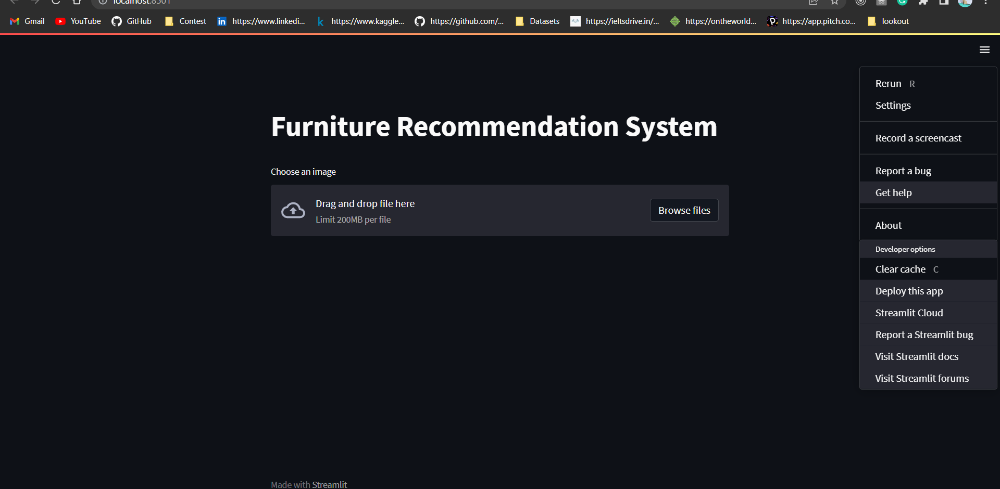 localhost:8501
Gmail YouTube GitHub Contest https://www.linkedi... https://www.kaggle... https://github.com/... Datasets https://ieltsdrive.in/... https://ontheworld... https://app.pitch.co... lookout
Furniture Recommendation System
Choose an image
Drag and drop file here
Limit 200MB per file
Browse files
Made with Streamlit
Rerun R
Settings
Record a screencast
Report a bug
Get help
About
Developer options
Clear cache C
Deploy this app
Streamlit Cloud
Report a Streamlit bug
Visit Streamlit docs
Visit Streamlit forums